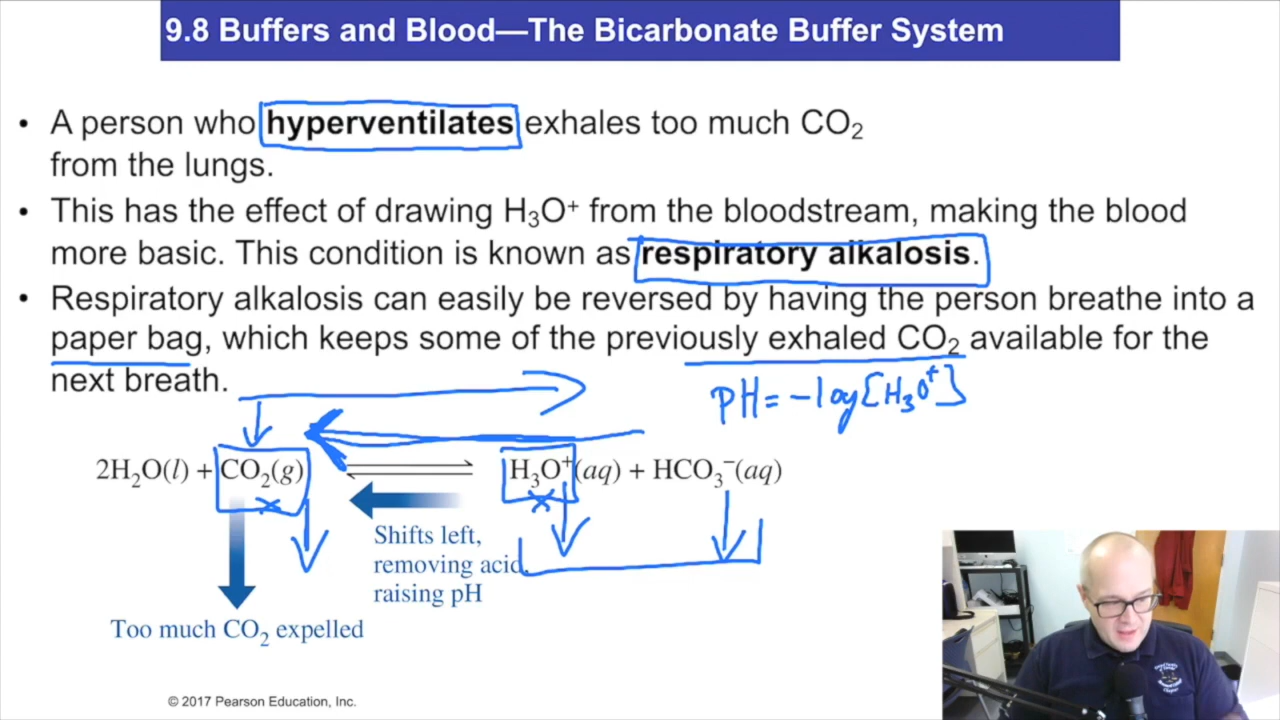 9.8 Buffers and Blood—The Bicarbonate Buffer System
• A person who hyperventilates exhales too much CO₂
from the lungs.
• This has the effect of drawing H₃O⁺ from the bloodstream, making the blood
more basic. This condition is known as respiratory alkalosis.
• Respiratory alkalosis can easily be reversed by having the person breathe into a
paper bag, which keeps some of the previously exhaled CO₂ available for the
next breath.
pH = -log[H₃O⁺]
2H₂O(l) + CO₂(g) ⇌ H₃O⁺(aq) + HCO₃⁻(aq)
Shifts left,
removing acid,
raising pH
Too much CO₂ expelled
© 2017 Pearson Education, Inc.